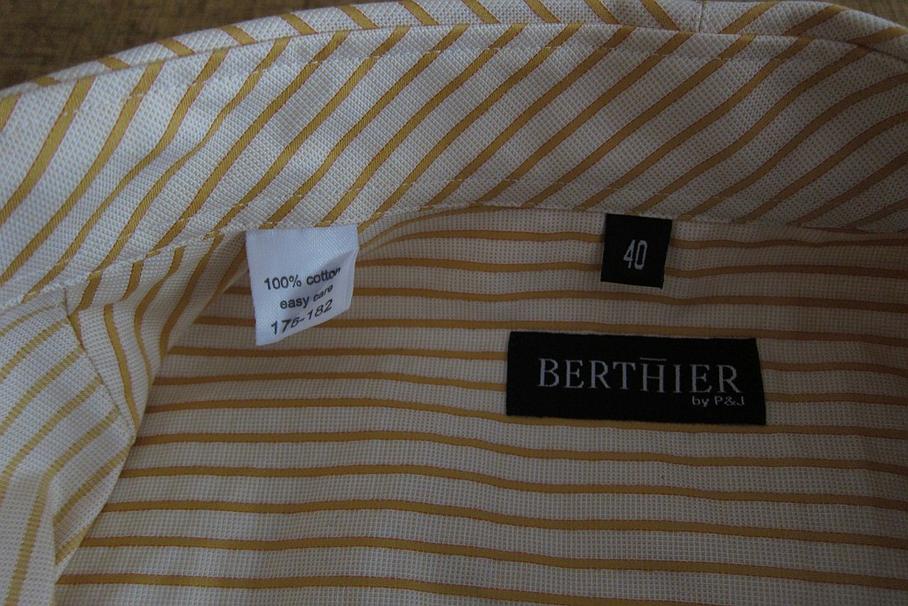 100% cotton
easy care
175-182
40
BERTHIER
by P&J